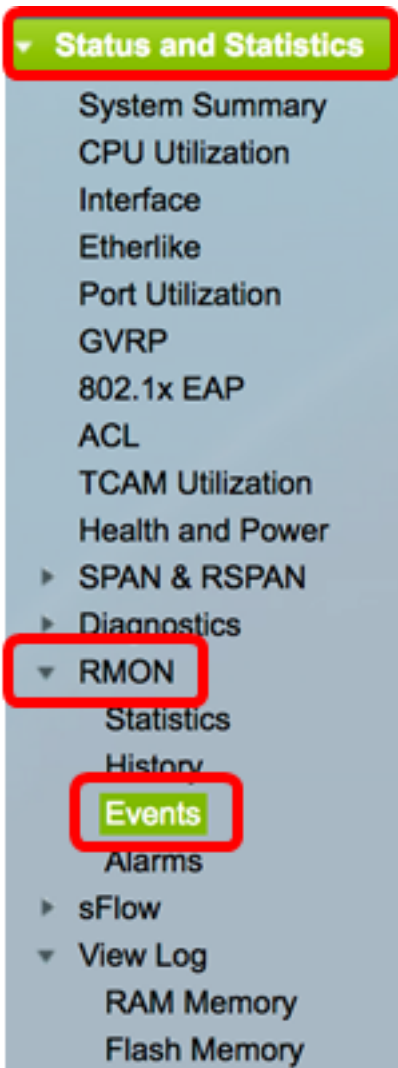 Status and Statistics
System Summary
CPU Utilization
Interface
Etherlike
Port Utilization
GVRP
802.1x EAP
ACL
TCAM Utilization
Health and Power
SPAN & RSPAN
Diagnostics
RMON
Statistics
History
Events
Alarms
sFlow
View Log
RAM Memory
Flash Memory